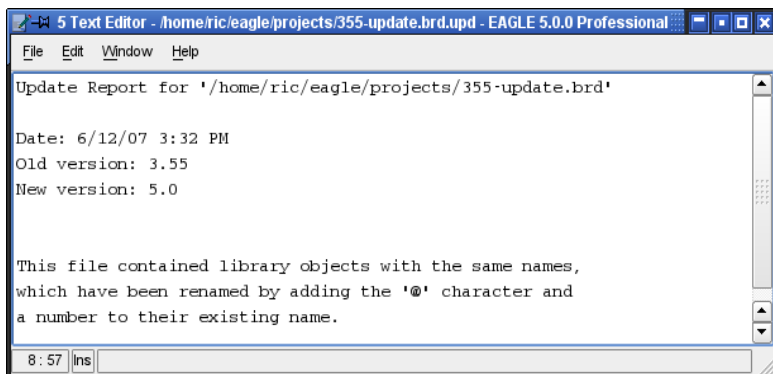 5 Text Editor - /home/ric/eagle/projects/355-update.brd.upd - EAGLE 5.0.0 Professional
File Edit Window Help
Update Report for '/home/ric/eagle/projects/355-update.brd'
Date: 6/12/07 3:32 PM
Old version: 3.55
New version: 5.0
This file contained library objects with the same names,
which have been renamed by adding the '@' character and
a number to their existing name.
8:57 Ins